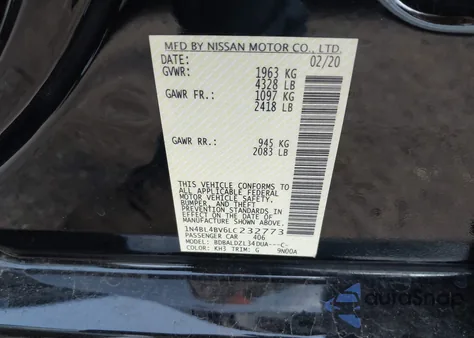 MFD BY NISSAN MOTOR CO., LTD.
DATE: 02/20
GVWR: 1963 KG
4328 LB
GAWR FR.: 1097 KG
2418 LB
GAWR RR.: 945 KG
2083 LB
THIS VEHICLE CONFORMS TO
ALL APPLICABLE FEDERAL
MOTOR VEHICLE SAFETY,
BUMPER, AND THEFT
PREVENTION STANDARDS
IN EFFECT ON THE DATE OF
MANUFACTURE SHOWN ABOVE.
1N4BL4BV6LC232773
PASSENGER CAR 406
MODEL: BDBALDZL34DUA---C-
COLOR: KH3 TRIM: G 9N00A
autoSnap